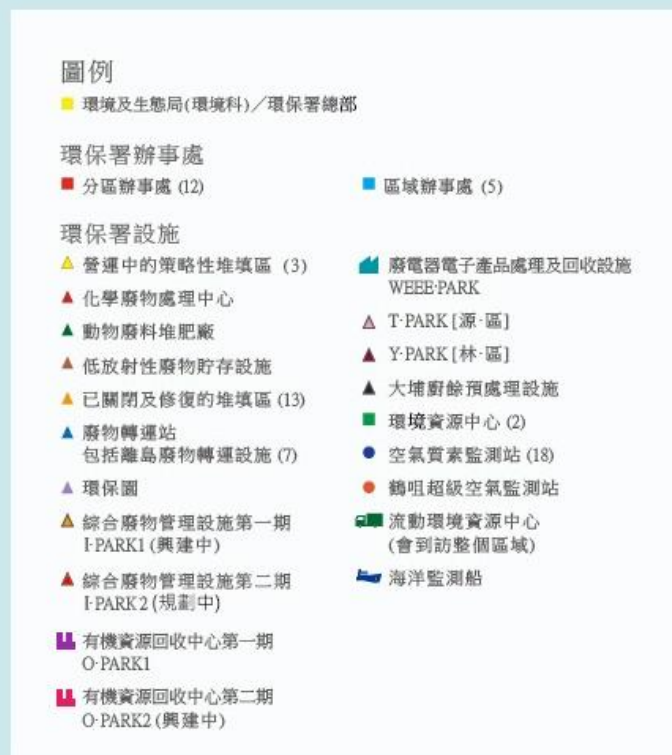 圖例
環境及生態局(環境科)／環保署總部
環保署辦事處
分區辦事處 (12)
區域辦事處 (5)
環保署設施
營運中的策略性堆填區 (3)
化學廢物處理中心
動物廢料堆肥廠
低放射性廢物貯存設施
已關閉及修復的堆填區 (13)
廢物轉運站
包括離島廢物轉運設施 (7)
環保園
綜合廢物管理設施第一期
I·PARK1 (興建中)
綜合廢物管理設施第二期
I·PARK2 (規劃中)
有機資源回收中心第一期
O·PARK1
有機資源回收中心第二期
O·PARK2 (興建中)
廢電器電子產品處理及回收設施
WEEE·PARK
T·PARK [源·區]
Y·PARK [林·區]
大埔廚餘預處理設施
環境資源中心 (2)
空氣質素監測站 (18)
鶴咀超級空氣監測站
流動環境資源中心
(會到訪整個區域)
海洋監測船